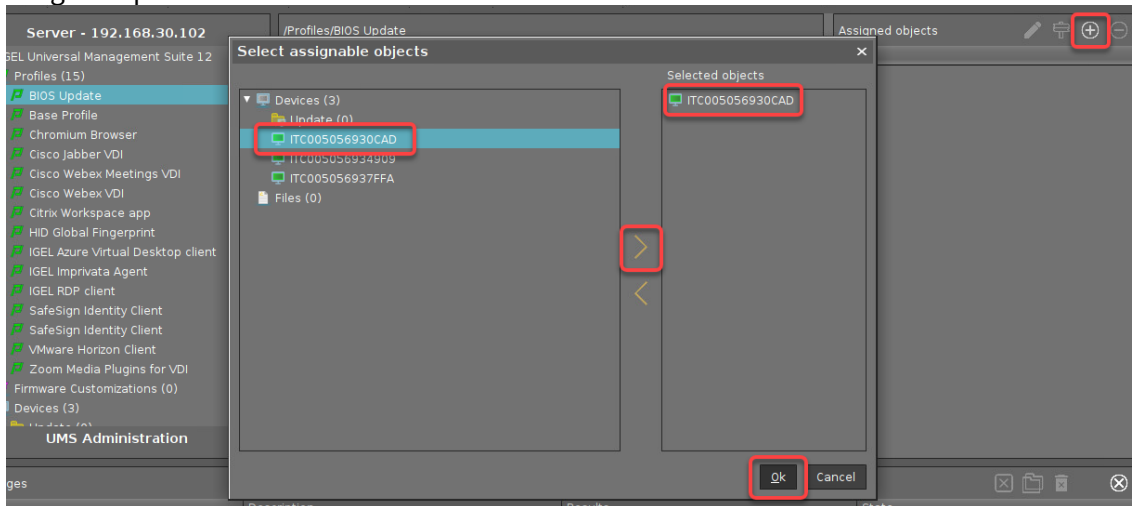 Server - 192.168.30.102
/Profiles/BIOS Update
Assigned objects
GEL Universal Management Suite 12
Profiles (15)
BIOS Update
Base Profile
Chromium Browser
Cisco Jabber VDI
Cisco Webex Meetings VDI
Cisco Webex VDI
Citrix Workspace app
HID Global Fingerprint
IGEL Azure Virtual Desktop client
IGEL Imprivata Agent
IGEL RDP client
SafeSign Identity Client
SafeSign Identity Client
VMware Horizon Client
Zoom Media Plugins for VDI
Firmware Customizations (0)
Devices (3)
Update (0)
UMS Administration
Select assignable objects
Devices (3)
Update (0)
ITC005056930CAD
ITC005056934909
ITC005056937FFA
Files (0)
Selected objects
ITC005056930CAD
Ok
Cancel
ges
Description
Results
State